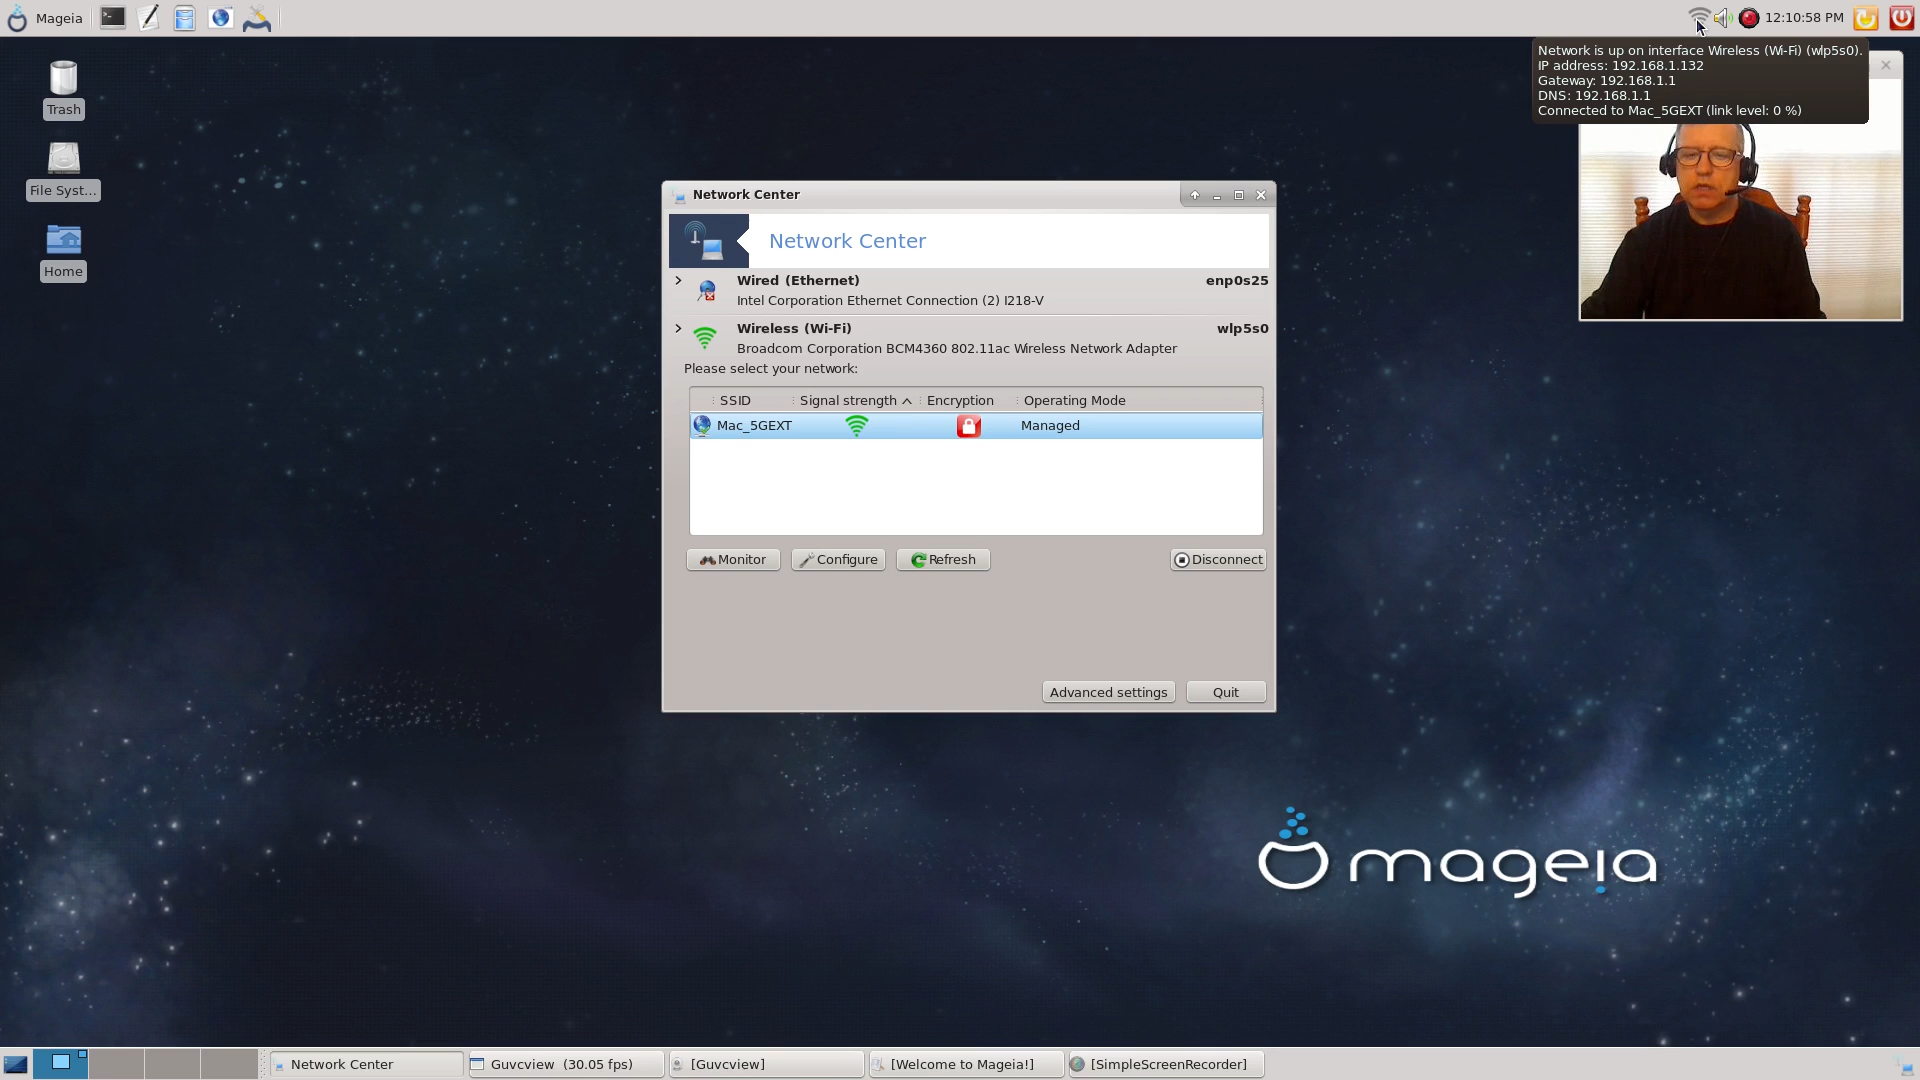 Mageia
12:10:58 PM
Network is up on interface Wireless (Wi-Fi) (wlp5s0).
IP address: 192.168.1.132
Gateway: 192.168.1.1
DNS: 192.168.1.1
Connected to Mac_5GEXT (link level: 0 %)
Trash
File Syst...
Home
Network Center
Network Center
Wired (Ethernet) enp0s25
Intel Corporation Ethernet Connection (2) I218-V
Wireless (Wi-Fi) wlp5s0
Broadcom Corporation BCM4360 802.11ac Wireless Network Adapter
Please select your network:
SSID Signal strength Encryption Operating Mode
Mac_5GEXT Managed
Monitor Configure Refresh Disconnect
Advanced settings Quit
mageia
Network Center Guvcview (30.05 fps) [Guvcview] [Welcome to Mageia!] [SimpleScreenRecorder]